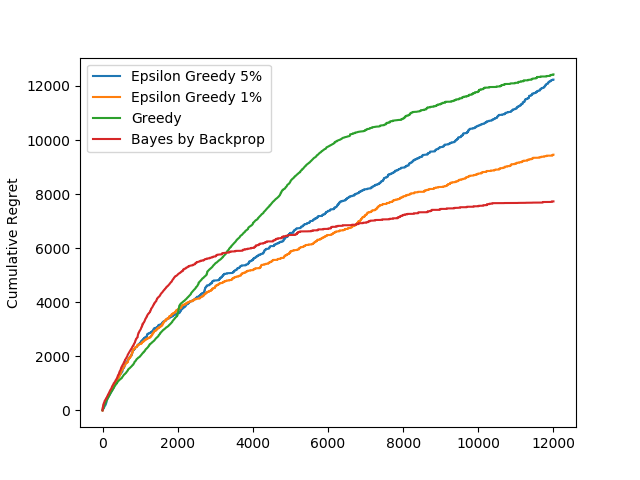 12000
10000
8000
6000
4000
2000
0
Cumulative Regret
Epsilon Greedy 5%
Epsilon Greedy 1%
Greedy
Bayes by Backprop
0 2000 4000 6000 8000 10000 12000